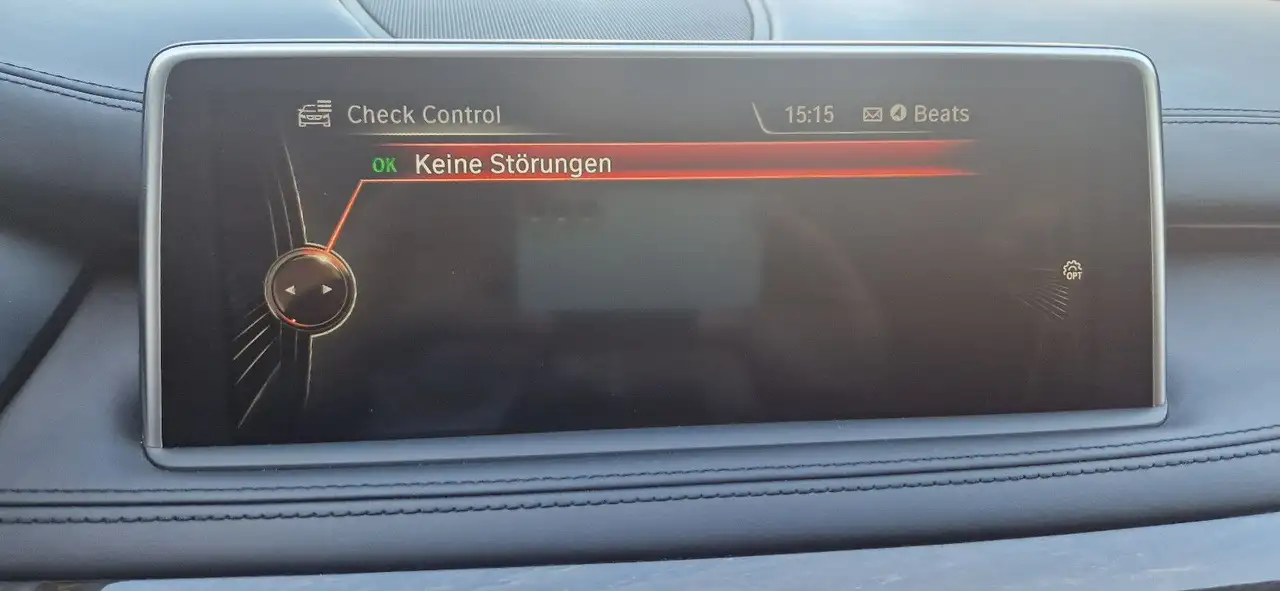 Check Control
15:15 Beats
OK Keine Störungen
OPT